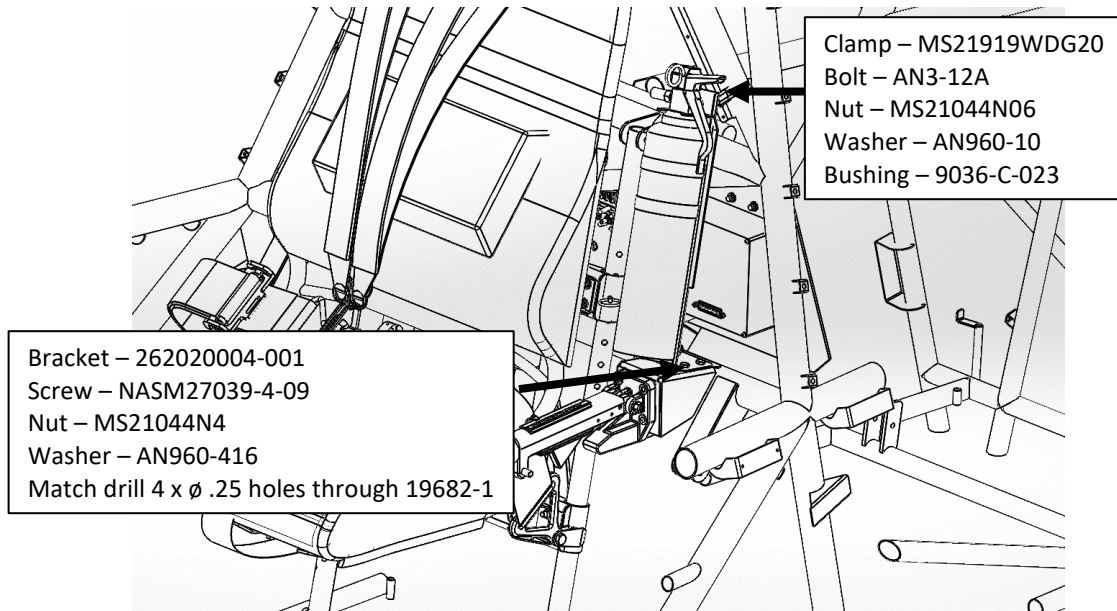 Clamp – MS21919WDG20
Bolt – AN3-12A
Nut – MS21044N06
Washer – AN960-10
Bushing – 9036-C-023
Bracket – 262020004-001
Screw – NASM27039-4-09
Nut – MS21044N4
Washer – AN960-416
Match drill 4 x ø .25 holes through 19682-1